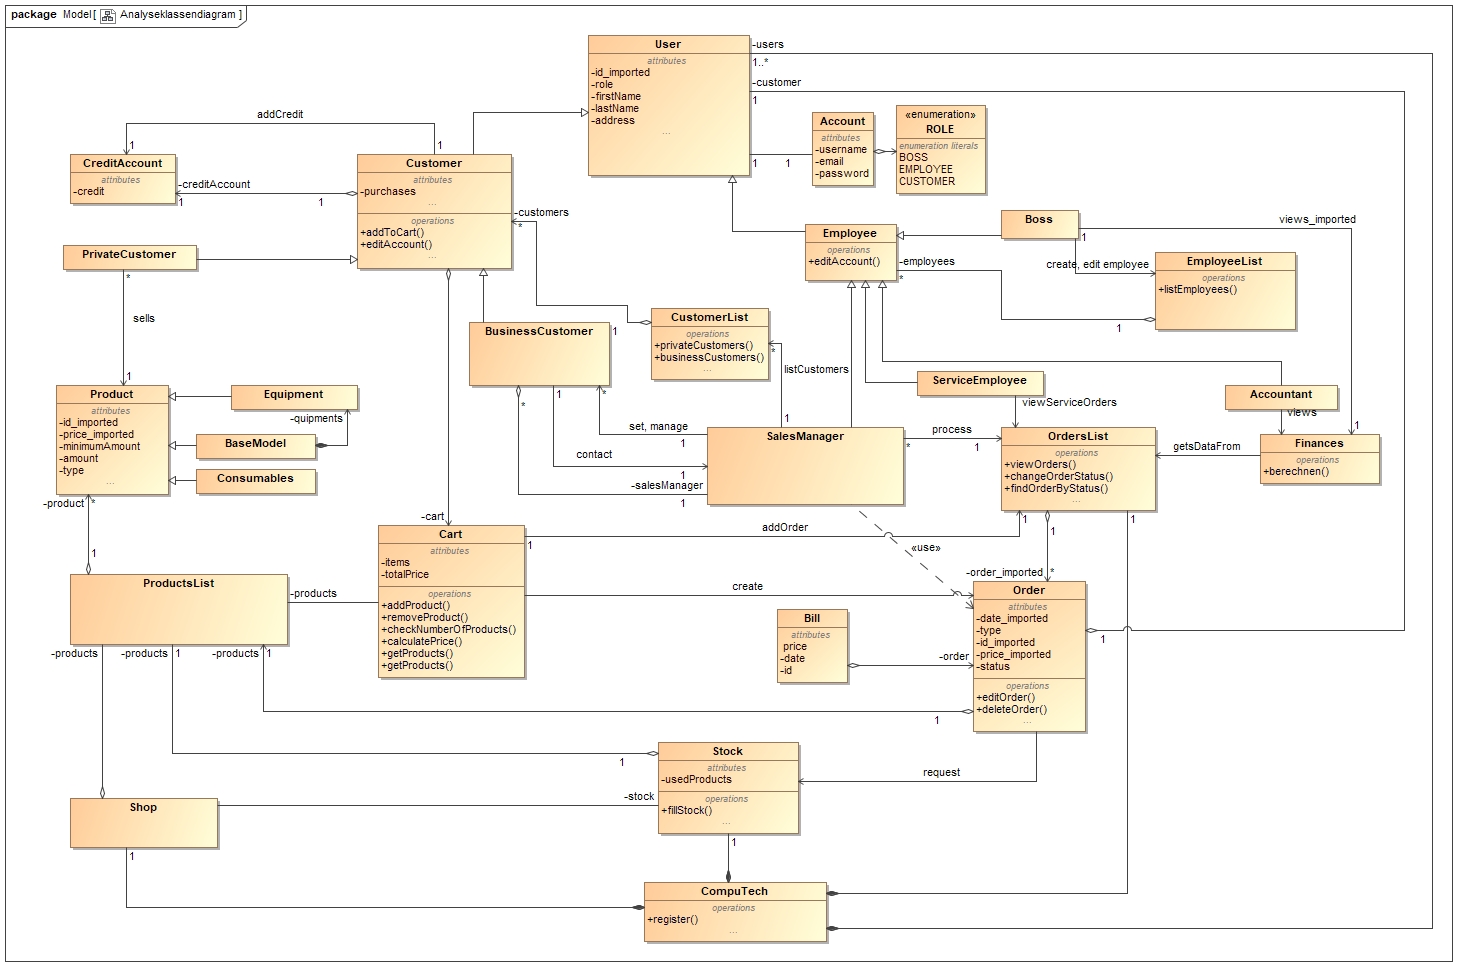 package Model[ Analyseklassendiagram ]
User
attributes
-id_imported
-role
-firstName
-lastName
-address
...
-users
1..*
-customer
1
1
1
Account
attributes
-username
-email
-password
«enumeration»
ROLE
enumeration literals
BOSS
EMPLOYEE
CUSTOMER
addCredit
1
1
CreditAccount
attributes
-credit
-creditAccount
1
1
Customer
attributes
-purchases
...
operations
+addToCart()
+editAccount()
...
-customers
*
PrivateCustomer
*
sells
1
Employee
operations
+editAccount()
-employees
*
Boss
1
views_imported
create, edit employee
EmployeeList
operations
+listEmployees()
1
BusinessCustomer
1
CustomerList
operations
+privateCustomers()
+businessCustomers()
...
*
listCustomers
1
*
1
*
set, manage
1
contact
1
-salesManager
1
ServiceEmployee
viewServiceOrders
Accountant
views
1
Product
attributes
-id_imported
-price_imported
-minimumAmount
-amount
-type
...
Equipment
-quipments
BaseModel
Consumables
-product
*
1
SalesManager
*
process
1
OrdersList
operations
+viewOrders()
+changeOrderStatus()
+findOrderByStatus()
...
getsDataFrom
Finances
operations
+berechnen()
1
1
1
-cart
Cart
attributes
-items
-totalPrice
operations
+addProduct()
+removeProduct()
+checkNumberOfProducts()
+calculatePrice()
+getProducts()
+getProducts()
1
addOrder
«use»
create
-order_imported
*
ProductsList
-products
-products
-products
1
-products
1
Bill
attributes
price
-date
-id
-order
Order
attributes
-date_imported
-type
-id_imported
-price_imported
-status
operations
+editOrder()
+deleteOrder()
...
1
1
request
Stock
attributes
-usedProducts
operations
+fillStock()
...
1
-stock
1
Shop
1
CompuTech
operations
+register()
...